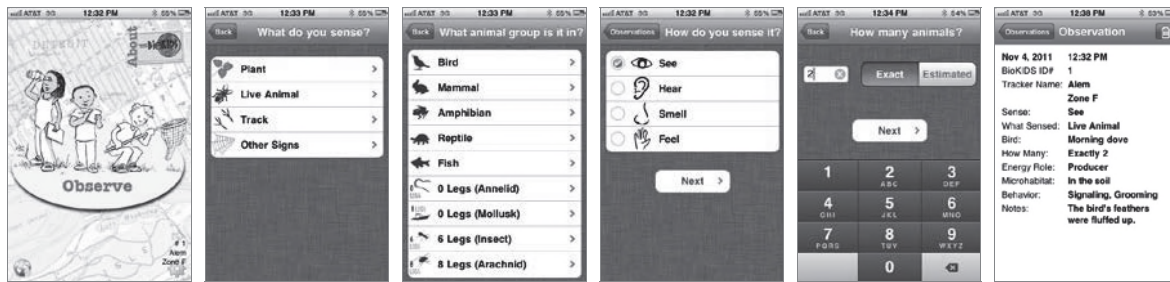 AT&T 3G 12:32 PM 55%
DETROIT
About
BioKIDS
Observe
# 1
Alem
Zone F
AT&T 3G 12:33 PM 55%
Back What do you sense?
Plant
Live Animal
Track
Other Signs
AT&T 3G 12:33 PM 55%
Back What animal group is it in?
Bird
Mammal
Amphibian
Reptile
Fish
0 Legs (Annelid)
0 Legs (Mollusk)
6 Legs (Insect)
8 Legs (Arachnid)
AT&T 3G 12:32 PM 55%
Observations How do you sense it?
See
Hear
Smell
Feel
Next
AT&T 3G 12:34 PM 54%
Back How many animals?
2 Exact Estimated
Next
1 2 3
ABC DEF
4 5 6
GHI JKL MNO
7 8 9
PQRS TUV WXYZ
0
AT&T 3G 12:38 PM 53%
Observations Observation
Nov 4, 2011 12:32 PM
BioKIDS ID# 1
Tracker Name: Alem
Zone F
Sense: See
What Sensed: Live Animal
Bird: Morning dove
How Many: Exactly 2
Energy Role: Producer
Microhabitat: In the soil
Behavior: Signaling, Grooming
Notes: The bird's feathers
were fluffed up.